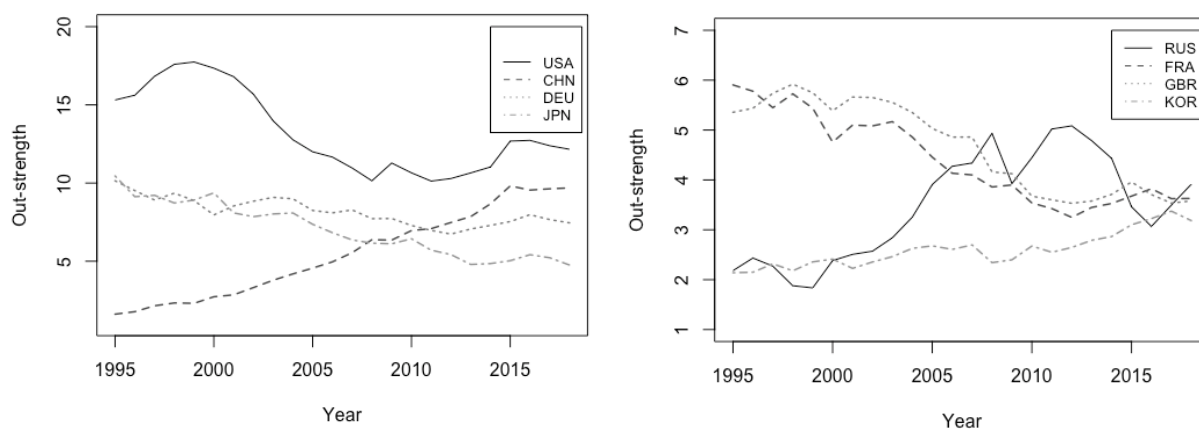 20
15
10
5
Out-strength
1995
2000
2005
2010
2015
Year
USA
CHN
DEU
JPN
7
6
5
4
3
2
1
Out-strength
1995
2000
2005
2010
2015
Year
RUS
FRA
GBR
KOR